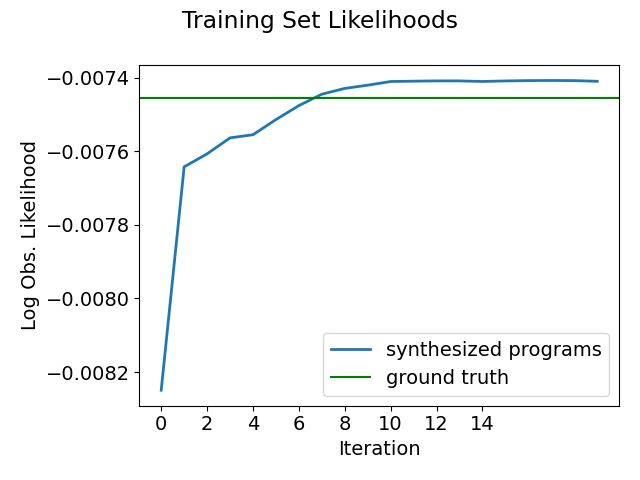 Training Set Likelihoods
Log Obs. Likelihood
−0.0074
−0.0076
−0.0078
−0.0080
−0.0082
synthesized programs
ground truth
0 2 4 6 8 10 12 14
Iteration